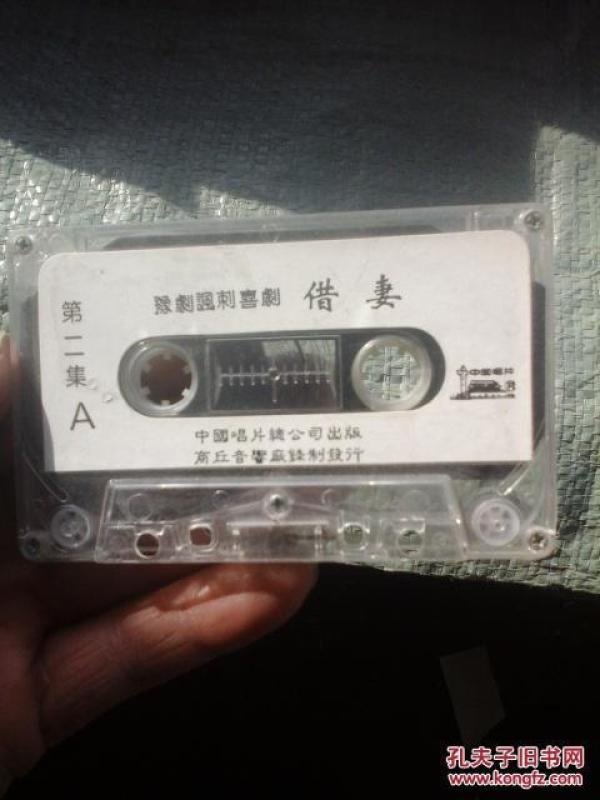 豫劇諷刺喜劇 借妻
第二集
A
中國唱片
中國唱片總公司出版
商丘音響廠錄制發行
孔夫子旧书网
www.kongfz.com